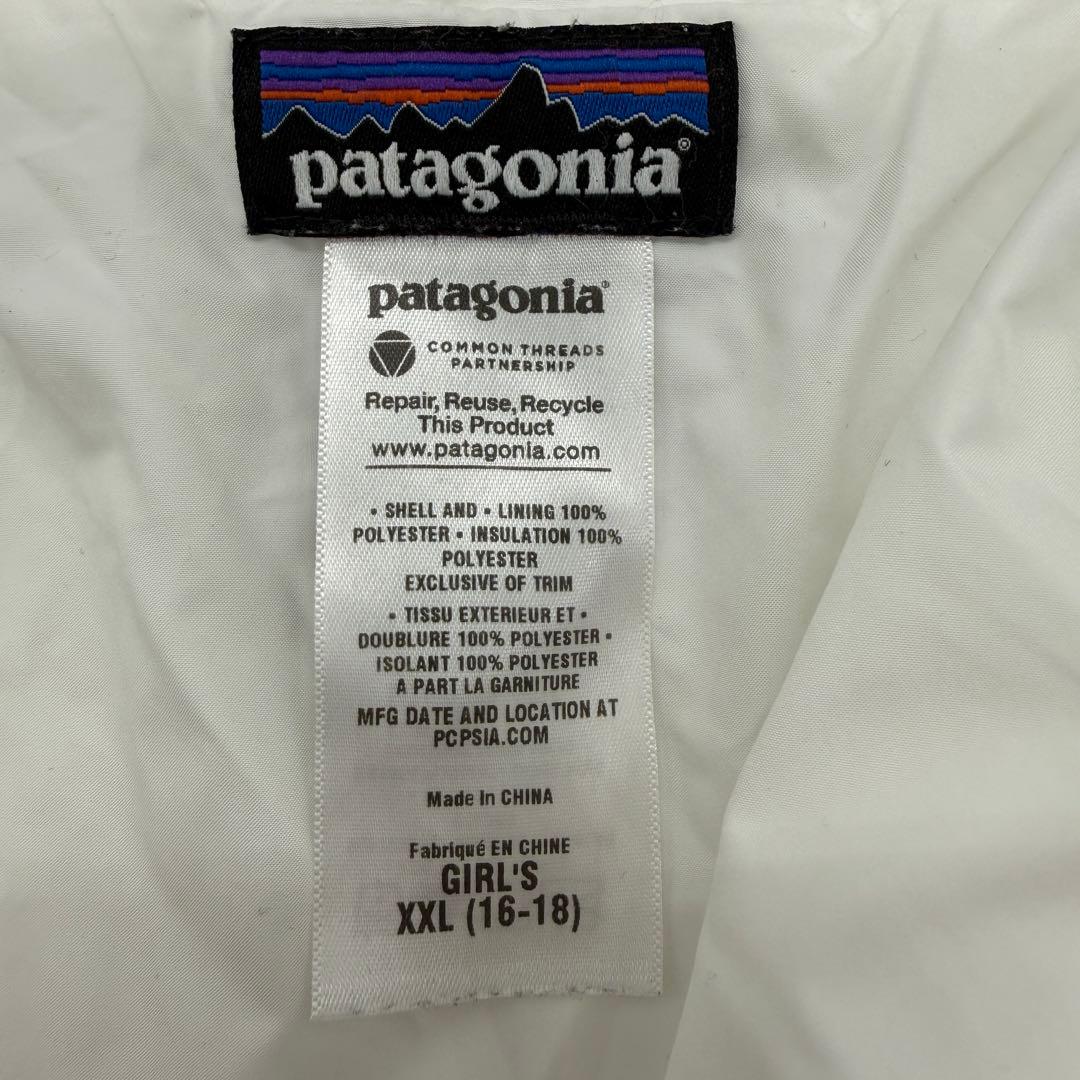 patagonia®
patagonia®
COMMON THREADS
PARTNERSHIP
Repair, Reuse, Recycle
This Product
www.patagonia.com
• SHELL AND • LINING 100%
POLYESTER • INSULATION 100%
POLYESTER
EXCLUSIVE OF TRIM
• TISSU EXTERIEUR ET •
DOUBLURE 100% POLYESTER •
ISOLANT 100% POLYESTER
A PART LA GARNITURE
MFG DATE AND LOCATION AT
PCPSIA.COM
Made In CHINA
Fabriqué EN CHINE
GIRL'S
XXL (16-18)